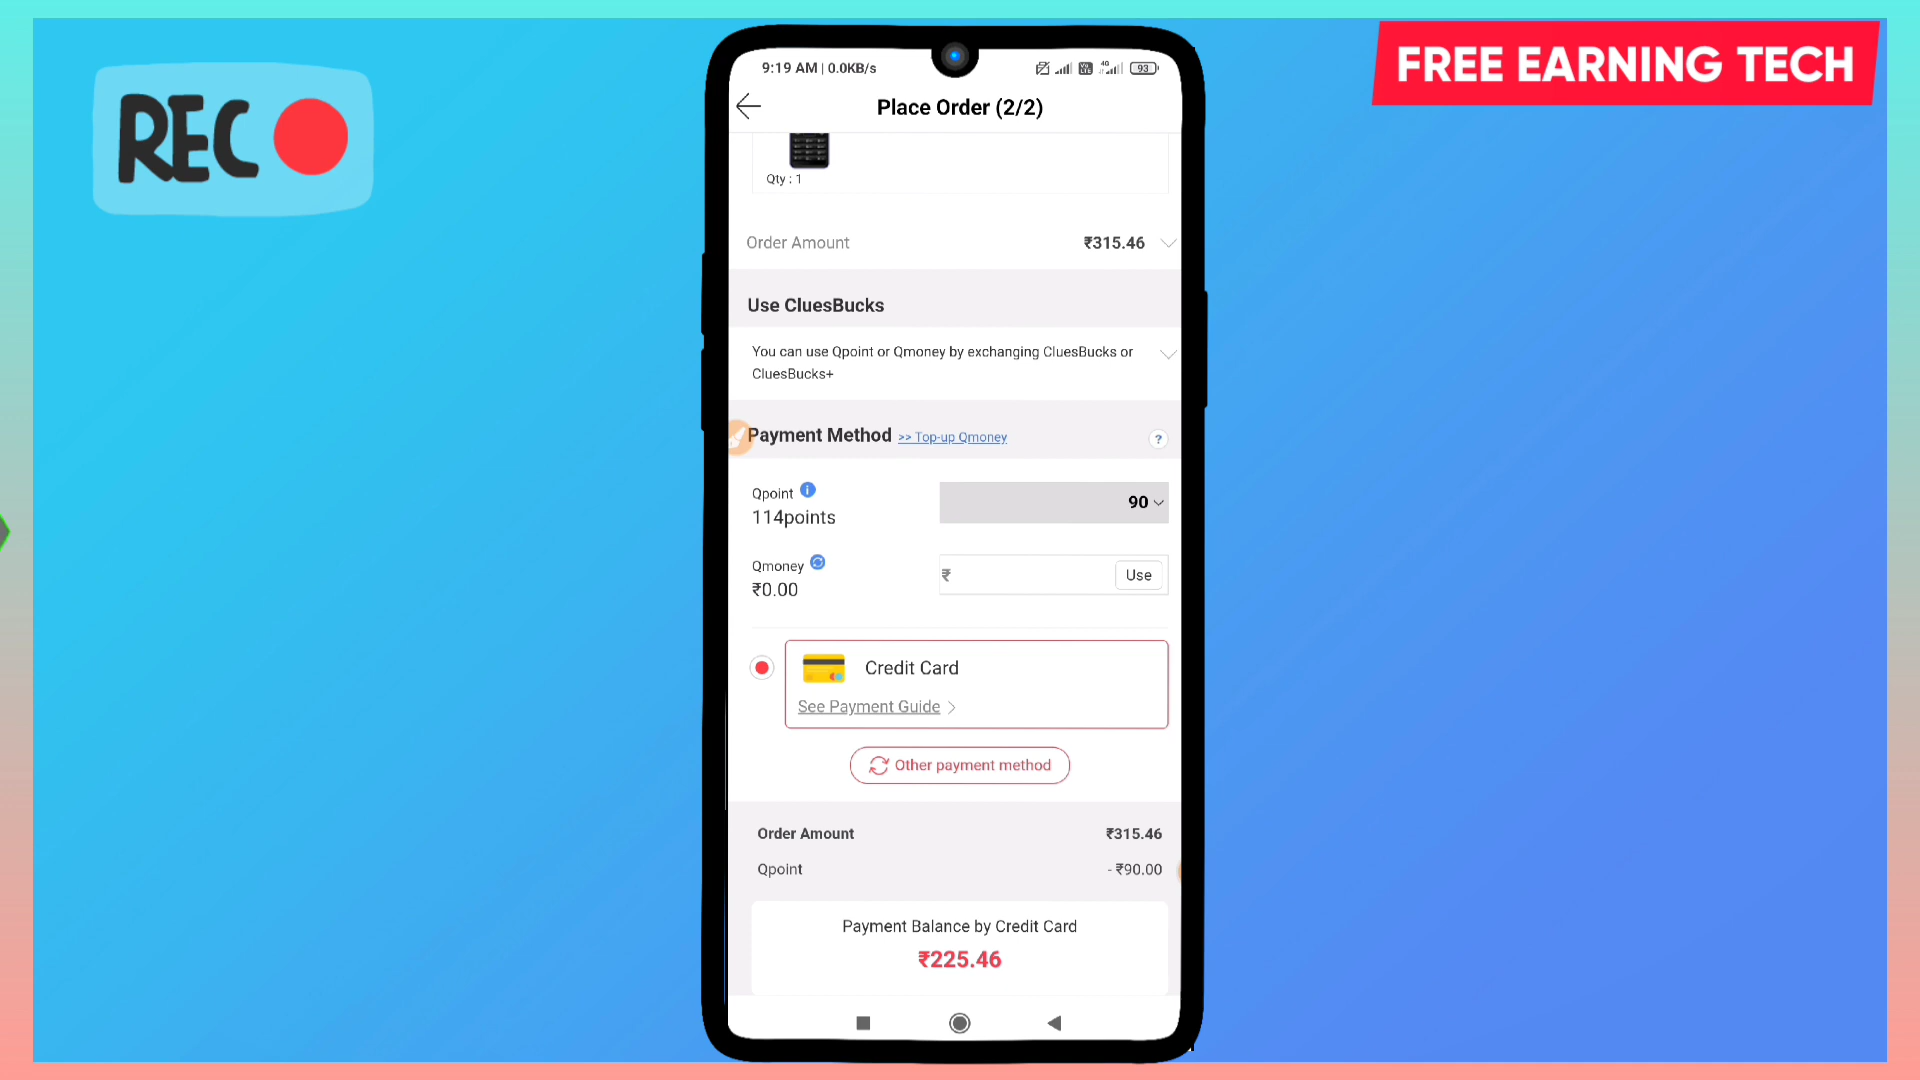 REC
FREE EARNING TECH
9:19 AM | 0.0KB/s
4G
93
Place Order (2/2)
Qty : 1
Order Amount ₹315.46
Use CluesBucks
You can use Qpoint or Qmoney by exchanging CluesBucks or
CluesBucks+
Payment Method >> Top-up Qmoney ?
Qpoint i
114points
90
Qmoney
₹0.00
₹ Use
Credit Card
See Payment Guide >
Other payment method
Order Amount ₹315.46
Qpoint - ₹90.00
Payment Balance by Credit Card
₹225.46